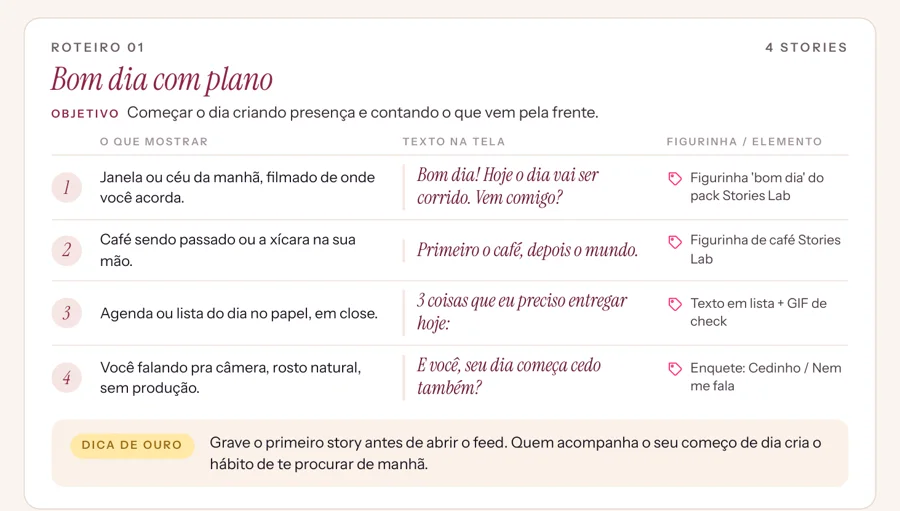 ROTEIRO 01
4 STORIES
Bom dia com plano
OBJETIVO Começar o dia criando presença e contando o que vem pela frente.
O QUE MOSTRAR
TEXTO NA TELA
FIGURINHA / ELEMENTO
1
Janela ou céu da manhã, filmado de onde
você acorda.
Bom dia! Hoje o dia vai ser
corrido. Vem comigo?
Figurinha 'bom dia' do
pack Stories Lab
2
Café sendo passado ou a xícara na sua
mão.
Primeiro o café, depois o mundo.
Figurinha de café Stories
Lab
3
Agenda ou lista do dia no papel, em close.
3 coisas que eu preciso entregar
hoje:
Texto em lista + GIF de
check
4
Você falando pra câmera, rosto natural,
sem produção.
E você, seu dia começa cedo
também?
Enquete: Cedinho / Nem
me fala
DICA DE OURO
Grave o primeiro story antes de abrir o feed. Quem acompanha o seu começo de dia cria o
hábito de te procurar de manhã.